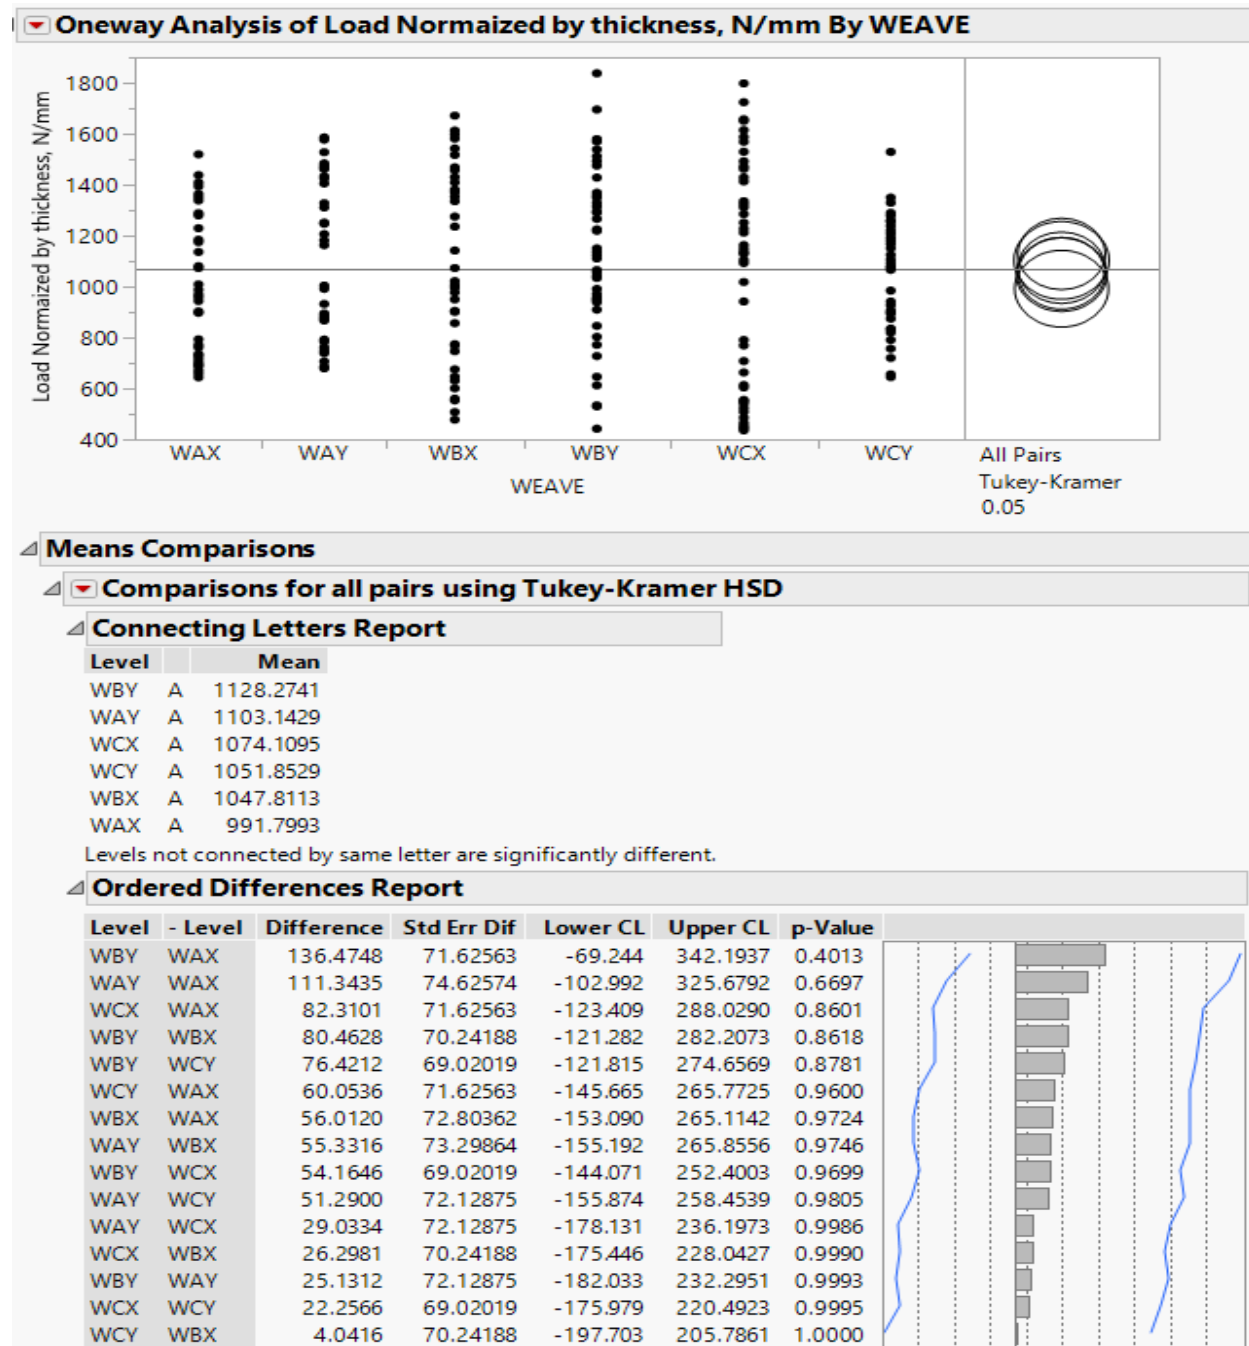 Oneway Analysis of Load Normaized by thickness, N/mm By WEAVE
Load Normaized by thickness, N/mm
1800
1600
1400
1200
1000
800
600
400
WAX WAY WBX WBY WCX WCY
WEAVE
All Pairs
Tukey-Kramer
0.05
Means Comparisons
Comparisons for all pairs using Tukey-Kramer HSD
Connecting Letters Report
Level Mean
WBY A 1128.2741
WAY A 1103.1429
WCX A 1074.1095
WCY A 1051.8529
WBX A 1047.8113
WAX A 991.7993
Levels not connected by same letter are significantly different.
Ordered Differences Report
Level - Level Difference Std Err Dif Lower CL Upper CL p-Value
WBY WAX 136.4748 71.62563 -69.244 342.1937 0.4013
WAY WAX 111.3435 74.62574 -102.992 325.6792 0.6697
WCX WAX 82.3101 71.62563 -123.409 288.0290 0.8601
WBY WBX 80.4628 70.24188 -121.282 282.2073 0.8618
WBY WCY 76.4212 69.02019 -121.815 274.6569 0.8781
WCY WAX 60.0536 71.62563 -145.665 265.7725 0.9600
WBX WAX 56.0120 72.80362 -153.090 265.1142 0.9724
WAY WBX 55.3316 73.29864 -155.192 265.8556 0.9746
WBY WCX 54.1646 69.02019 -144.071 252.4003 0.9699
WAY WCY 51.2900 72.12875 -155.874 258.4539 0.9805
WAY WCX 29.0334 72.12875 -178.131 236.1973 0.9986
WCX WBX 26.2981 70.24188 -175.446 228.0427 0.9990
WBY WAY 25.1312 72.12875 -182.033 232.2951 0.9993
WCX WCY 22.2566 69.02019 -175.979 220.4923 0.9995
WCY WBX 4.0416 70.24188 -197.703 205.7861 1.0000